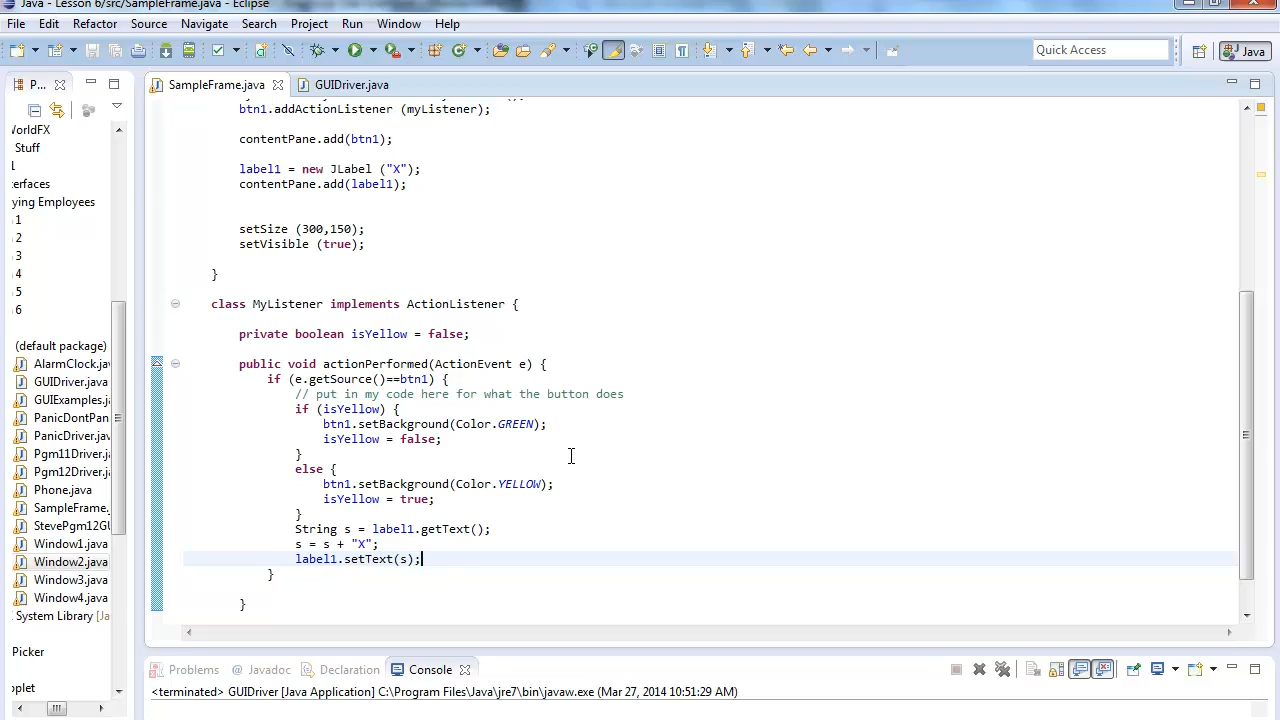 Java - Lesson 6/src/SampleFrame.java - Eclipse
File Edit Refactor Source Navigate Search Project Run Window Help
Quick Access
Java
P...
SampleFrame.java
GUIDriver.java
Stuff
erfaces
ying Employees
1
2
3
4
5
6
(default package)
AlarmClock.java
GUIDriver.java
GUIExamples.ja
PanicDontPan
PanicDriver.jav
Pgm11Driver.ja
Pgm12Driver.ja
Phone.java
SampleFrame.
StevePgm12GU
Window1.java
Window2.java
Window3.java
Window4.java
System Library [Ja
Picker
plet
btn1.addActionListener (myListener);
contentPane.add(btn1);
label1 = new JLabel ("X");
contentPane.add(label1);
setSize (300,150);
setVisible (true);
}
class MyListener implements ActionListener {
private boolean isYellow = false;
public void actionPerformed(ActionEvent e) {
if (e.getSource()==btn1) {
// put in my code here for what the button does
if (isYellow) {
btn1.setBackground(Color.GREEN);
isYellow = false;
}
else {
btn1.setBackground(Color.YELLOW);
isYellow = true;
}
String s = label1.getText();
s = s + "X";
label1.setText(s);
}
}
Problems @ Javadoc Declaration Console
<terminated> GUIDriver [Java Application] C:\Program Files\Java\jre7\bin\javaw.exe (Mar 27, 2014 10:51:29 AM)